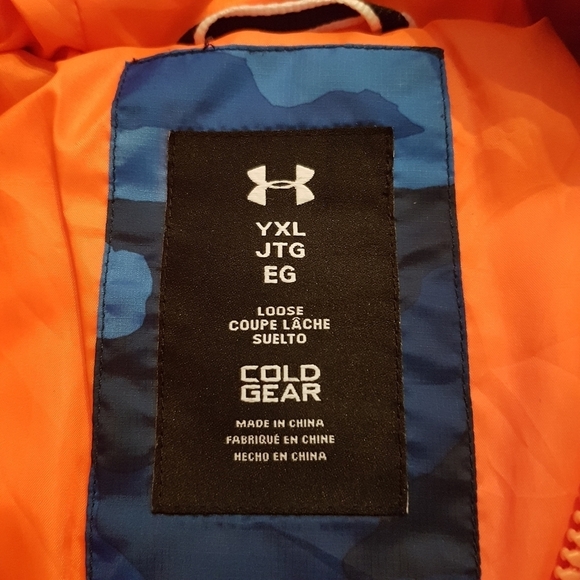 YXL
JTG
EG
LOOSE
COUPE LÂCHE
SUELTO
COLD
GEAR
MADE IN CHINA
FABRIQUÉ EN CHINE
HECHO EN CHINA